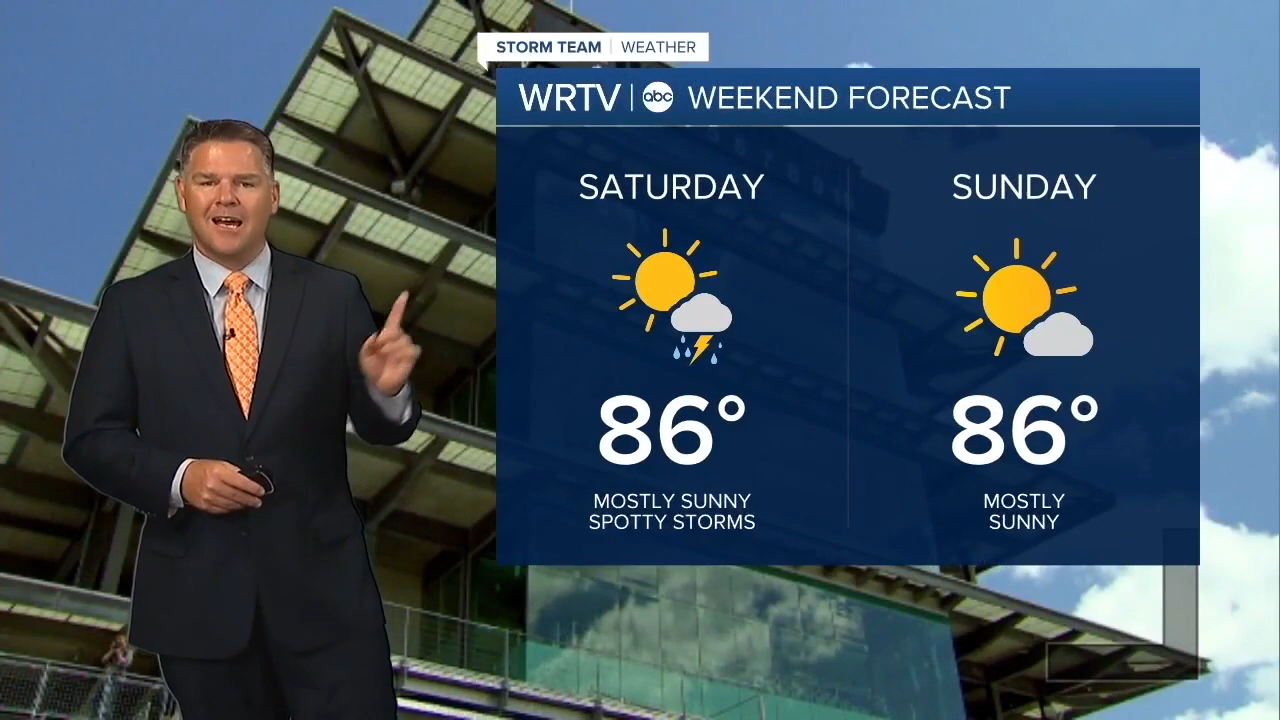 STORM TEAM | WEATHER
WRTV | abc WEEKEND FORECAST
SATURDAY
SUNDAY
86°
86°
MOSTLY SUNNY
SPOTTY STORMS
MOSTLY
SUNNY